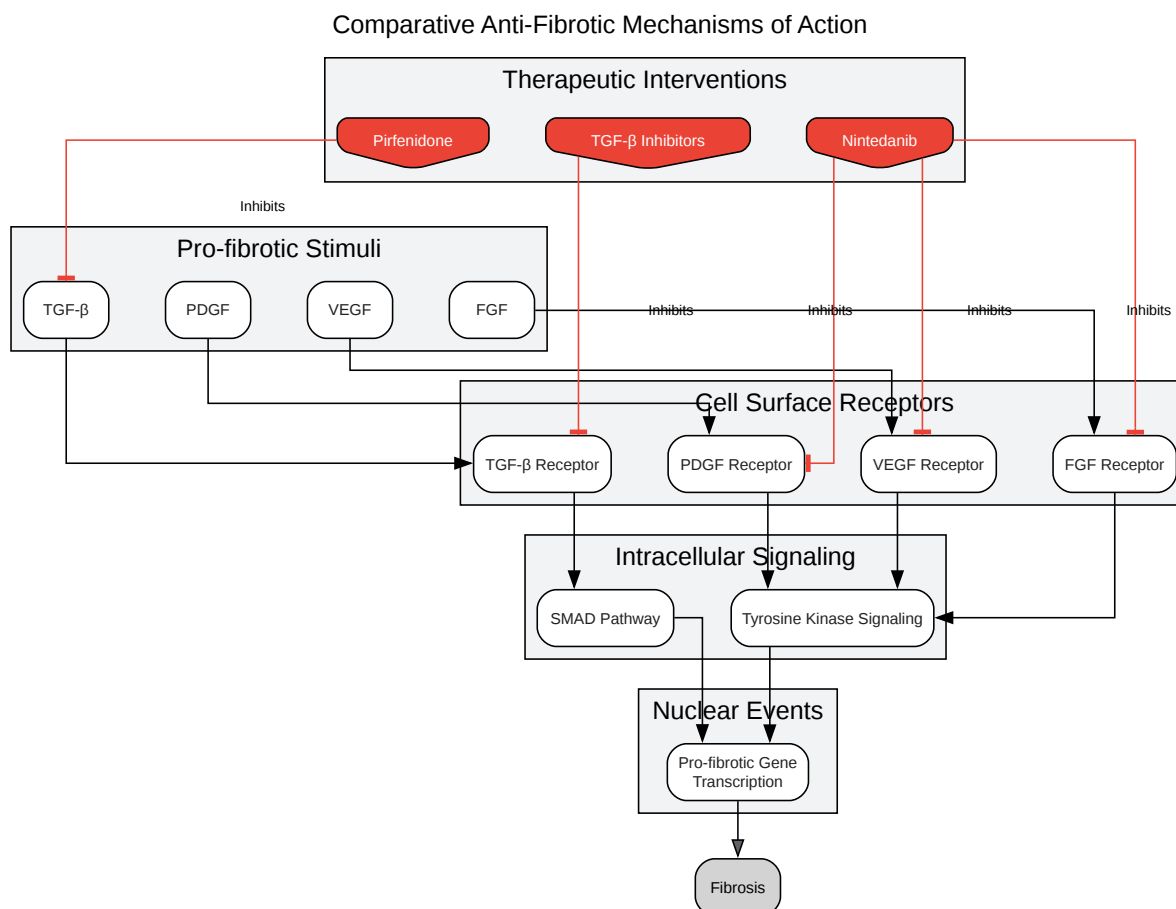 Comparative Anti-Fibrotic Mechanisms of Action
Therapeutic Interventions
Pirfenidone
TGF-β Inhibitors
Nintedanib
Inhibits
Pro-fibrotic Stimuli
TGF-β
PDGF
VEGF
FGF
Inhibits
Inhibits
Inhibits
Inhibits
Cell Surface Receptors
TGF-β Receptor
PDGF Receptor
VEGF Receptor
FGF Receptor
Intracellular Signaling
SMAD Pathway
Tyrosine Kinase Signaling
Nuclear Events
Pro-fibrotic Gene
Transcription
Fibrosis